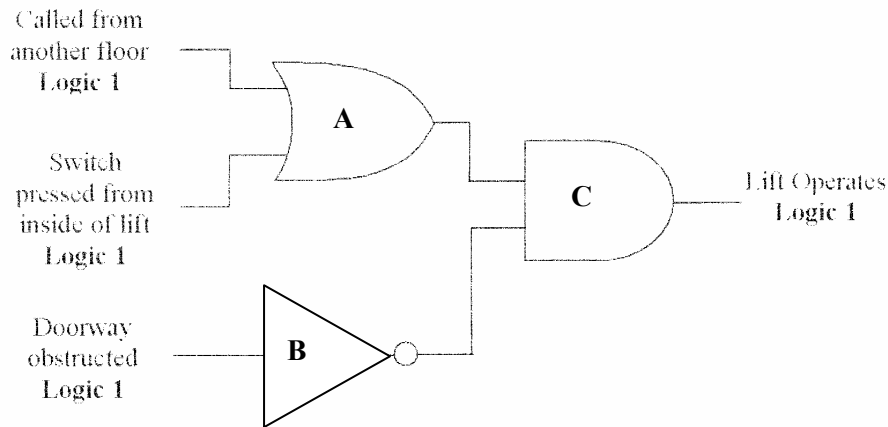 Called from
another floor
Logic 1
A
Switch
pressed from
inside of lift
Logic 1
C
Lift Operates
Logic 1
Doorway
obstructed
Logic 1
B